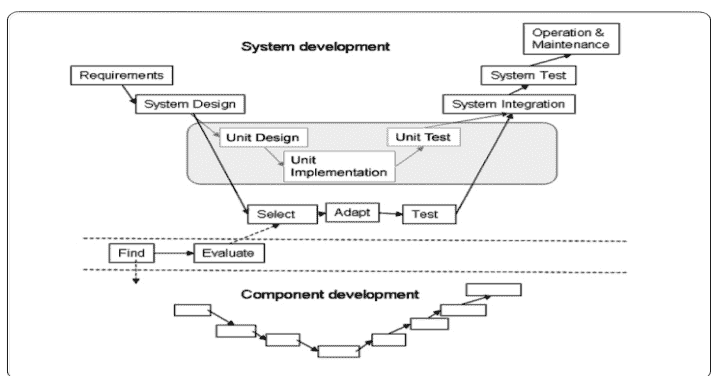 System development
Operation &
Maintenance
Requirements
System Test
System Design
System Integration
Unit Design
Unit Test
Unit
Implementation
Select
Adapt
Test
Find
Evaluate
Component development